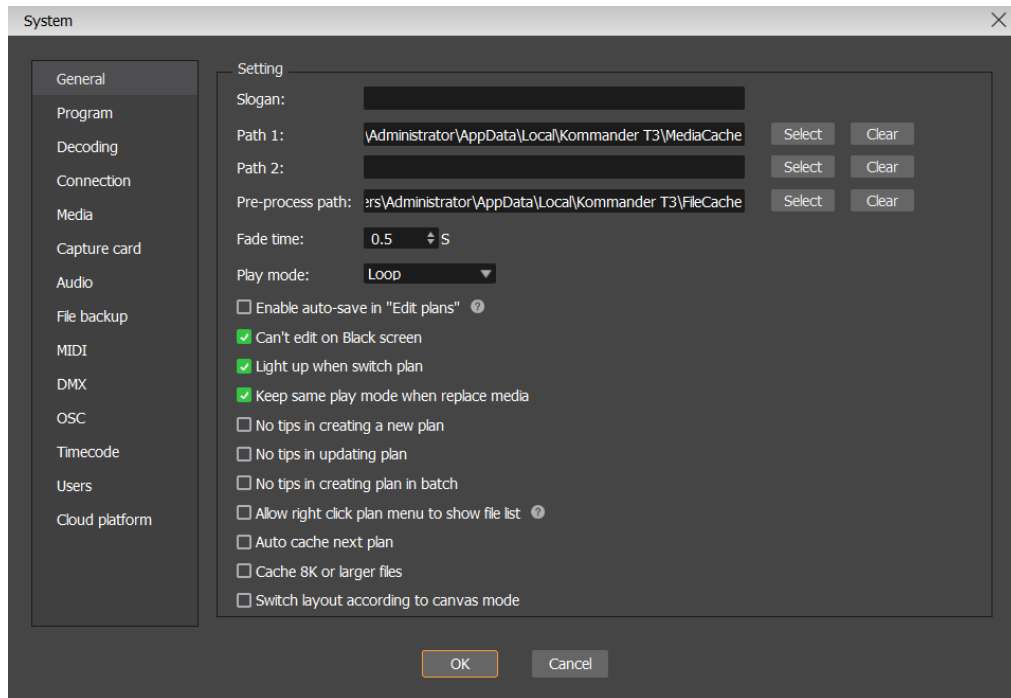 System
General
Program
Decoding
Connection
Media
Capture card
Audio
File backup
MIDI
DMX
OSC
Timecode
Users
Cloud platform
Setting
Slogan:
Path 1: \Administrator\AppData\Local\Kommander T3\MediaCache Select Clear
Path 2: Select Clear
Pre-process path: ers\Administrator\AppData\Local\Kommander T3\FileCache Select Clear
Fade time: 0.5 S
Play mode: Loop
Enable auto-save in "Edit plans" ?
Can't edit on Black screen
Light up when switch plan
Keep same play mode when replace media
No tips in creating a new plan
No tips in updating plan
No tips in creating plan in batch
Allow right click plan menu to show file list ?
Auto cache next plan
Cache 8K or larger files
Switch layout according to canvas mode
OK Cancel